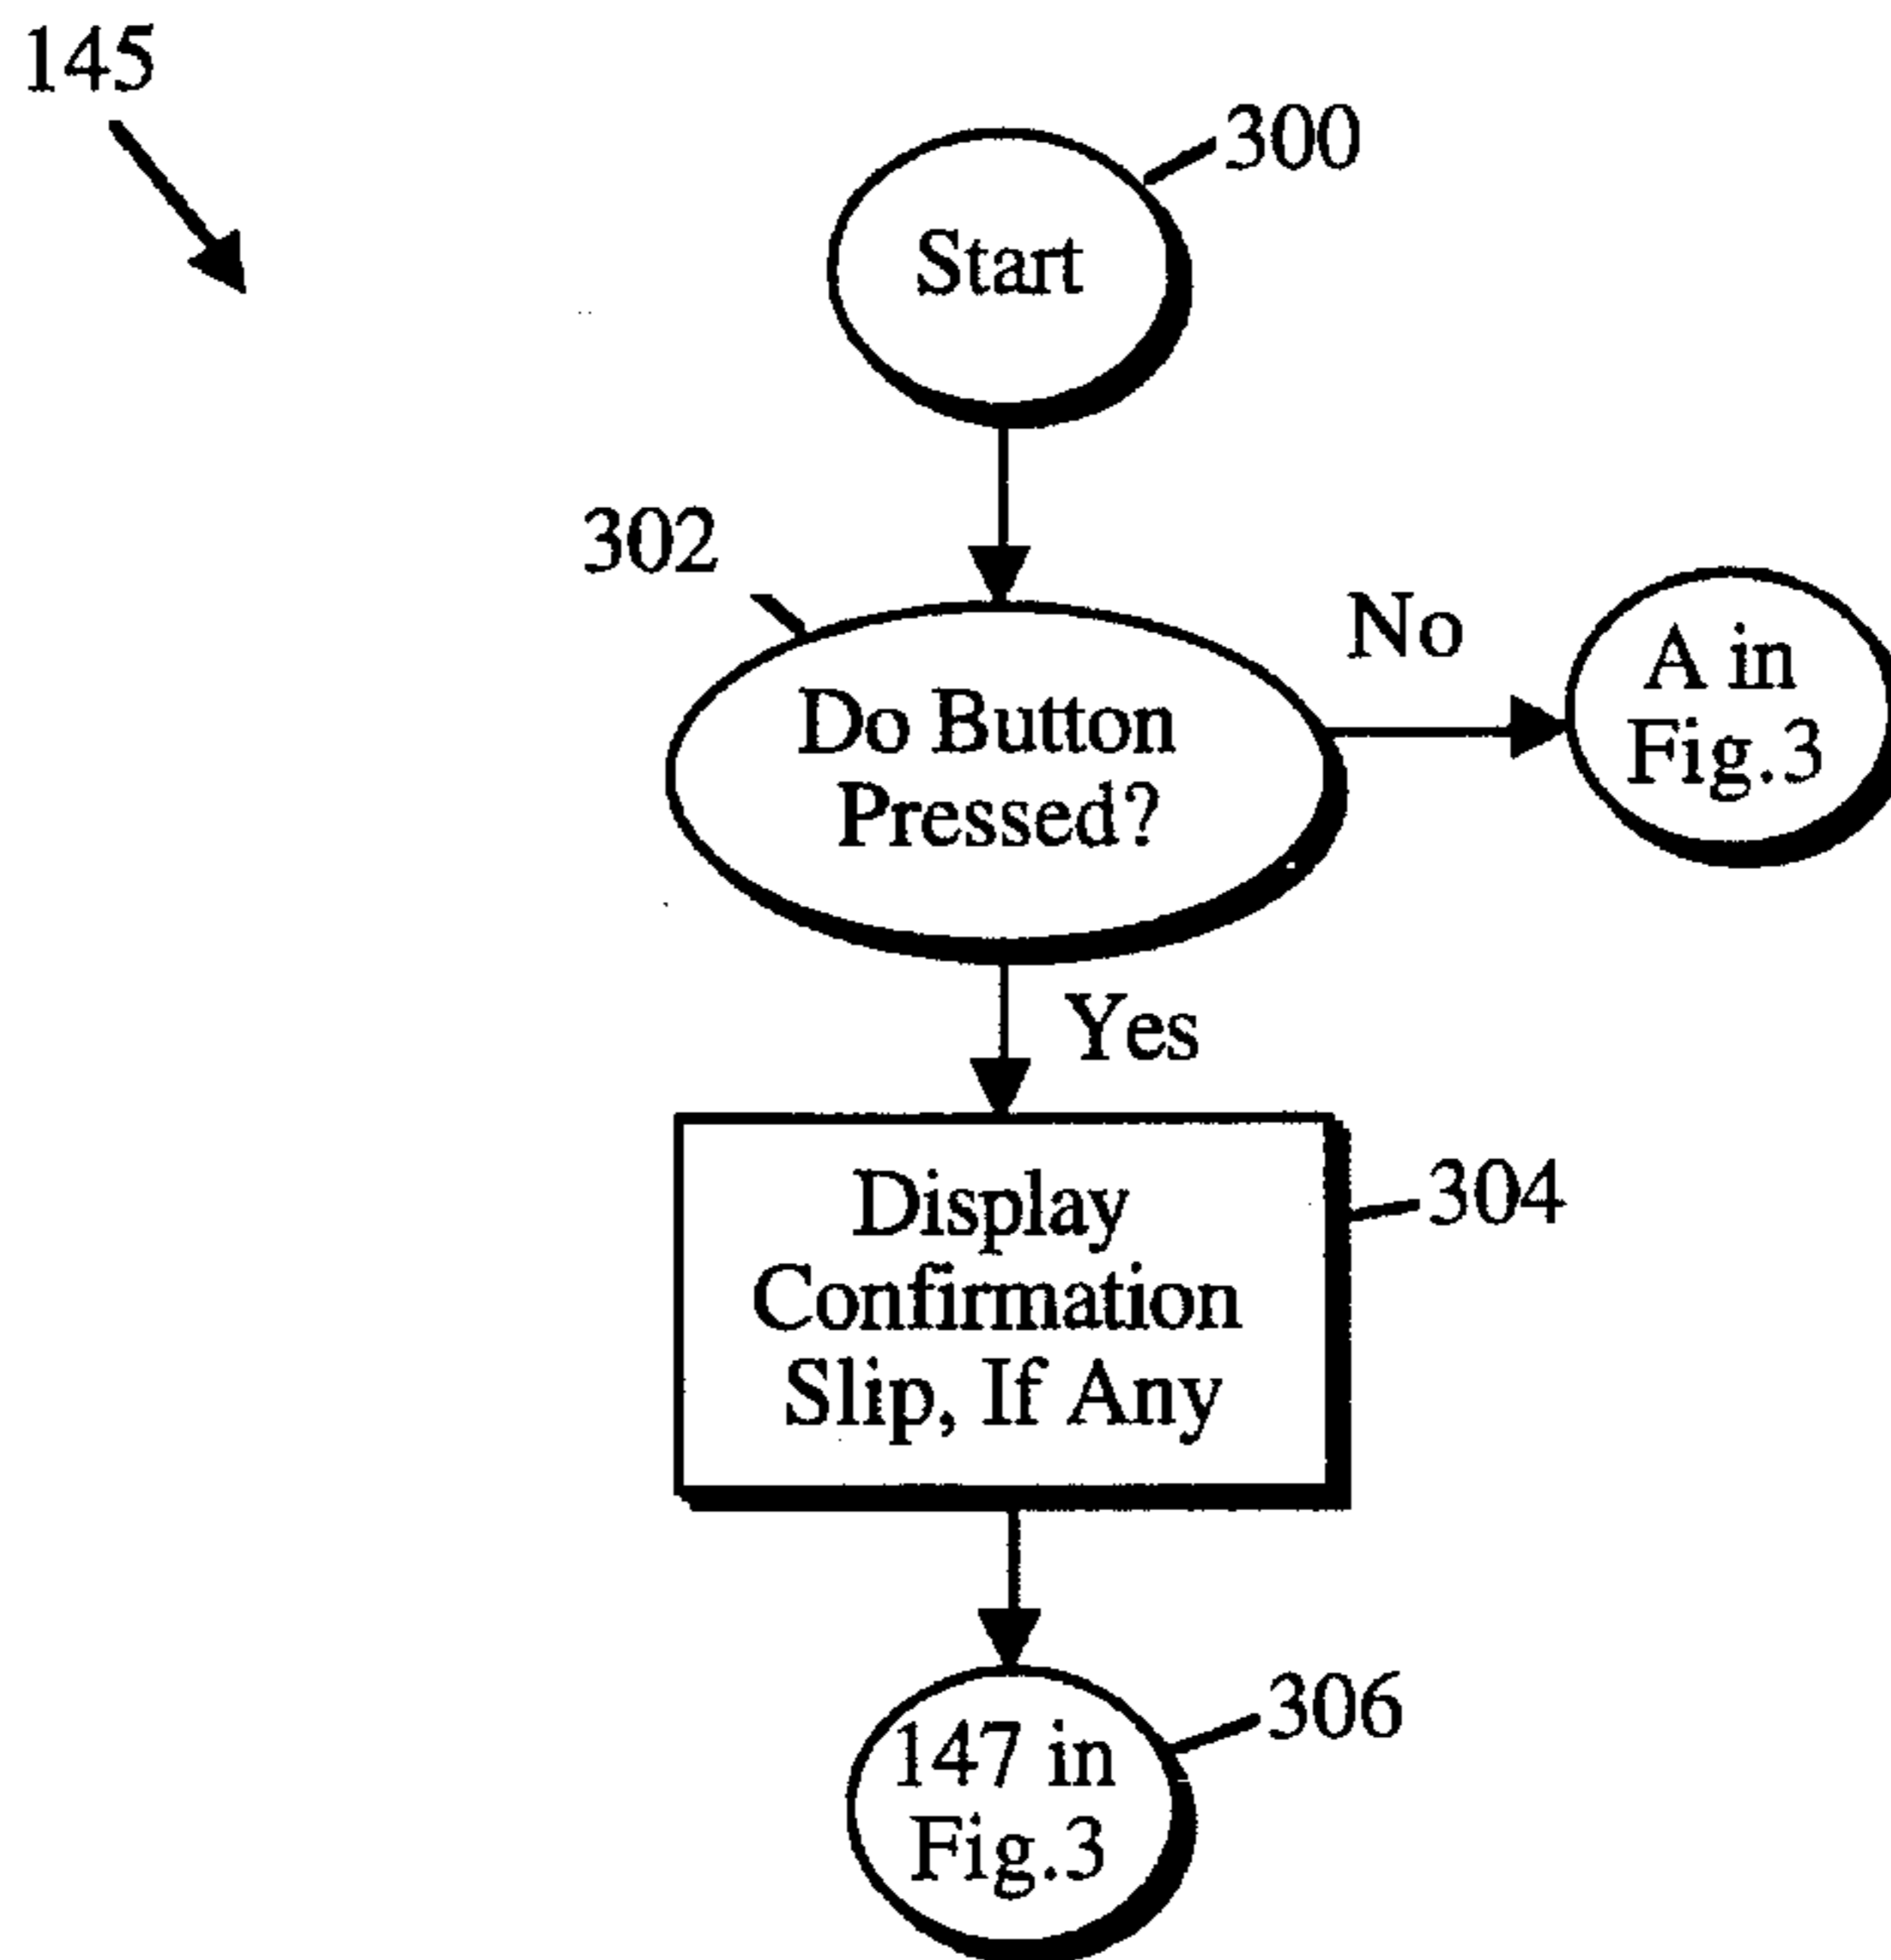 145
300
Start
302
Do Button
Pressed?
No
A in
Fig.3
Yes
Display
Confirmation
Slip, If Any
304
147 in
Fig.3
306